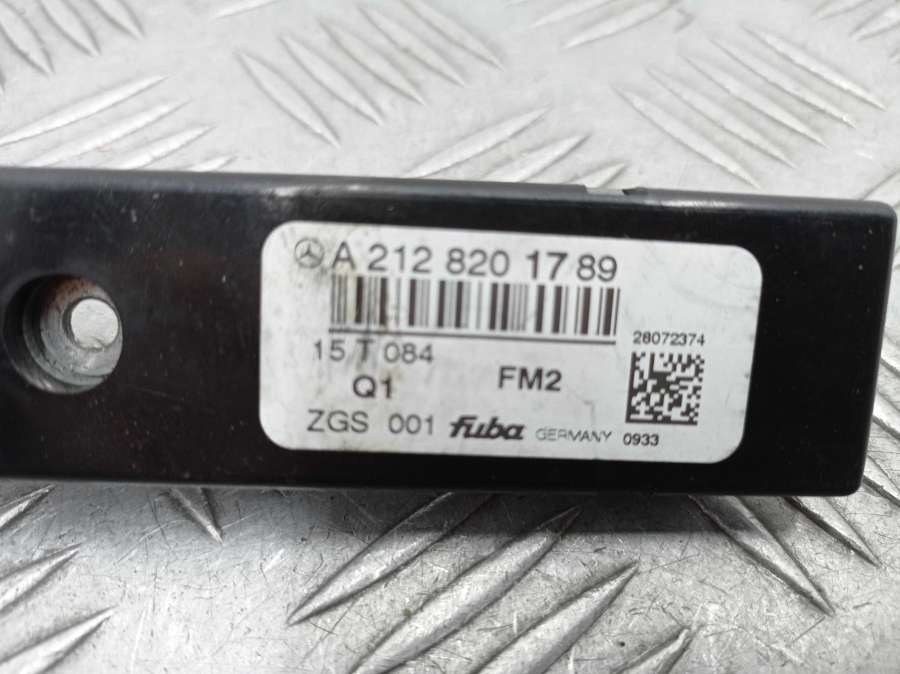 A 212 820 17 89
15 T 084
Q1
FM2
28072374
ZGS 001 fuba GERMANY 0933